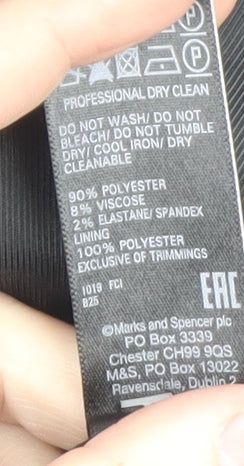 P
P
PROFESSIONAL DRY CLEAN
DO NOT WASH/ DO NOT
BLEACH/ DO NOT TUMBLE
DRY/ COOL IRON/ DRY
CLEANABLE
90% POLYESTER
8% VISCOSE
2% ELASTANE/ SPANDEX
LINING
100% POLYESTER
EXCLUSIVE OF TRIMMINGS
1019 FCI
B25
EAC
©Marks and Spencer plc
PO Box 3339
Chester CH99 9QS
M&S, PO Box 13022
Ravensdale, Dublin 2